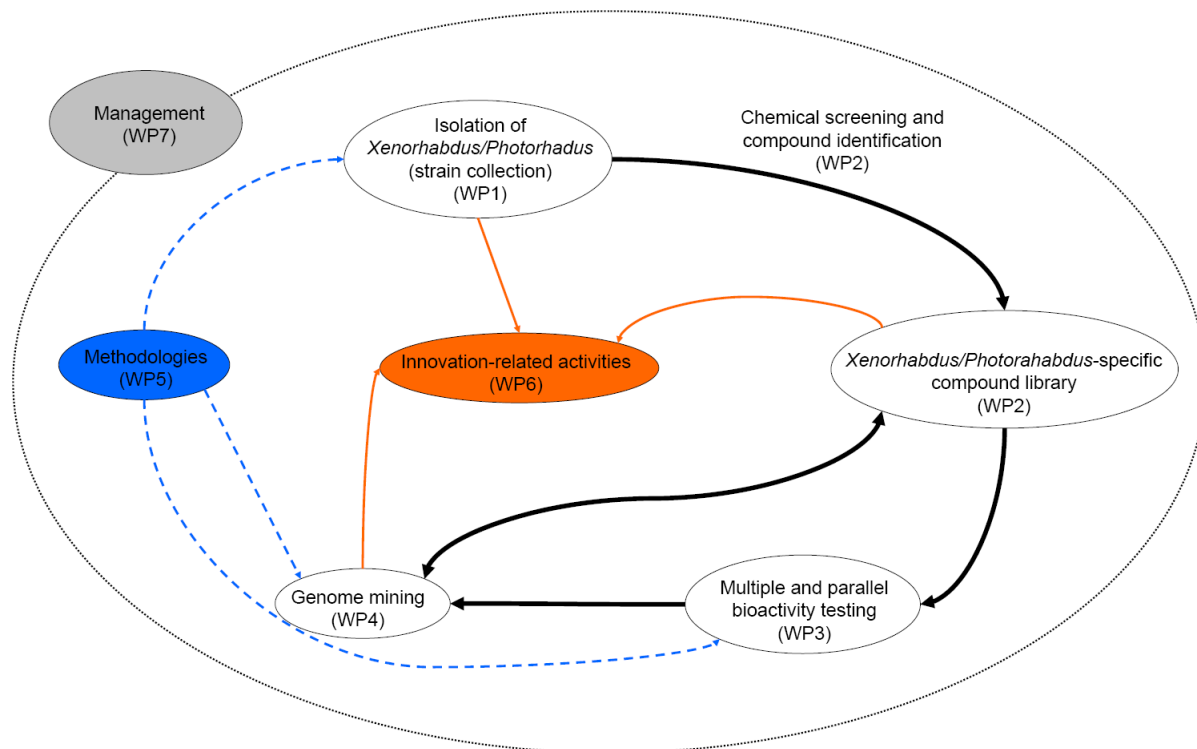 Management
(WP7)
Isolation of
Xenorhabdus/Photorhadus
(strain collection)
(WP1)
Chemical screening and
compound identification
(WP2)
Methodologies
(WP5)
Innovation-related activities
(WP6)
Xenorhabdus/Photorahabdus-specific
compound library
(WP2)
Genome mining
(WP4)
Multiple and parallel
bioactivity testing
(WP3)